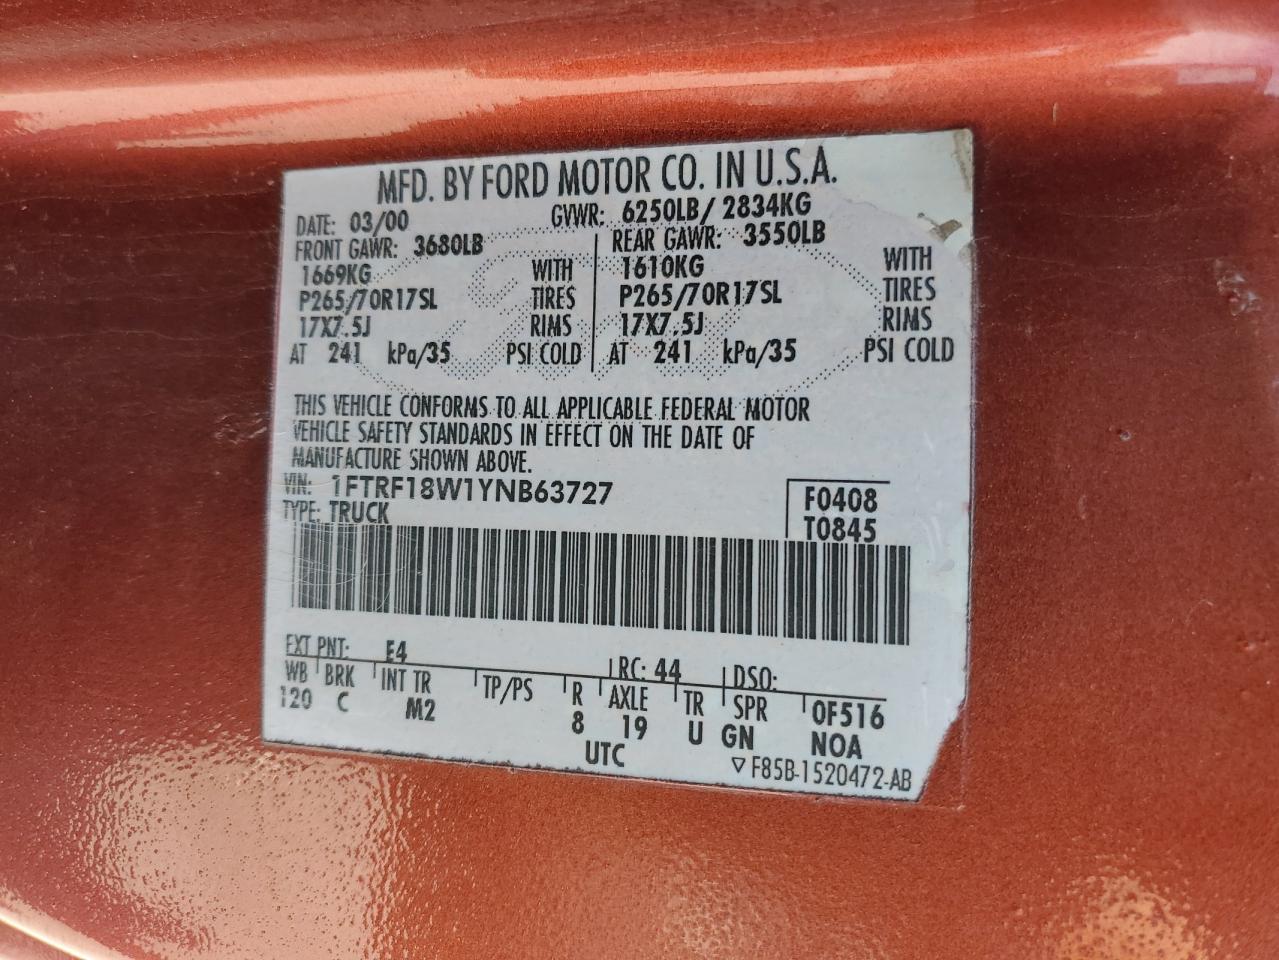 MFD. BY FORD MOTOR CO. IN U.S.A.
DATE: 03/00 GVWR: 6250LB/ 2834KG
FRONT GAWR: 3680LB REAR GAWR: 3550LB
1669KG WITH 1610KG WITH
P265/70R17SL TIRES P265/70R17SL TIRES
17X7.5J RIMS 17X7.5J RIMS
AT 241 kPa/35 PSI COLD AT 241 kPa/35 PSI COLD
THIS VEHICLE CONFORMS TO ALL APPLICABLE FEDERAL MOTOR
VEHICLE SAFETY STANDARDS IN EFFECT ON THE DATE OF
MANUFACTURE SHOWN ABOVE.
VIN: 1FTRF18W1YNB63727 F0408
TYPE: TRUCK T0845
EXT PNT: E4 RC: 44 DSO:
WB BRK INT TR TP/PS R AXLE TR SPR 0F516
120 C M2 8 19 U GN NOA
UTC
▽F85B-1520472-AB